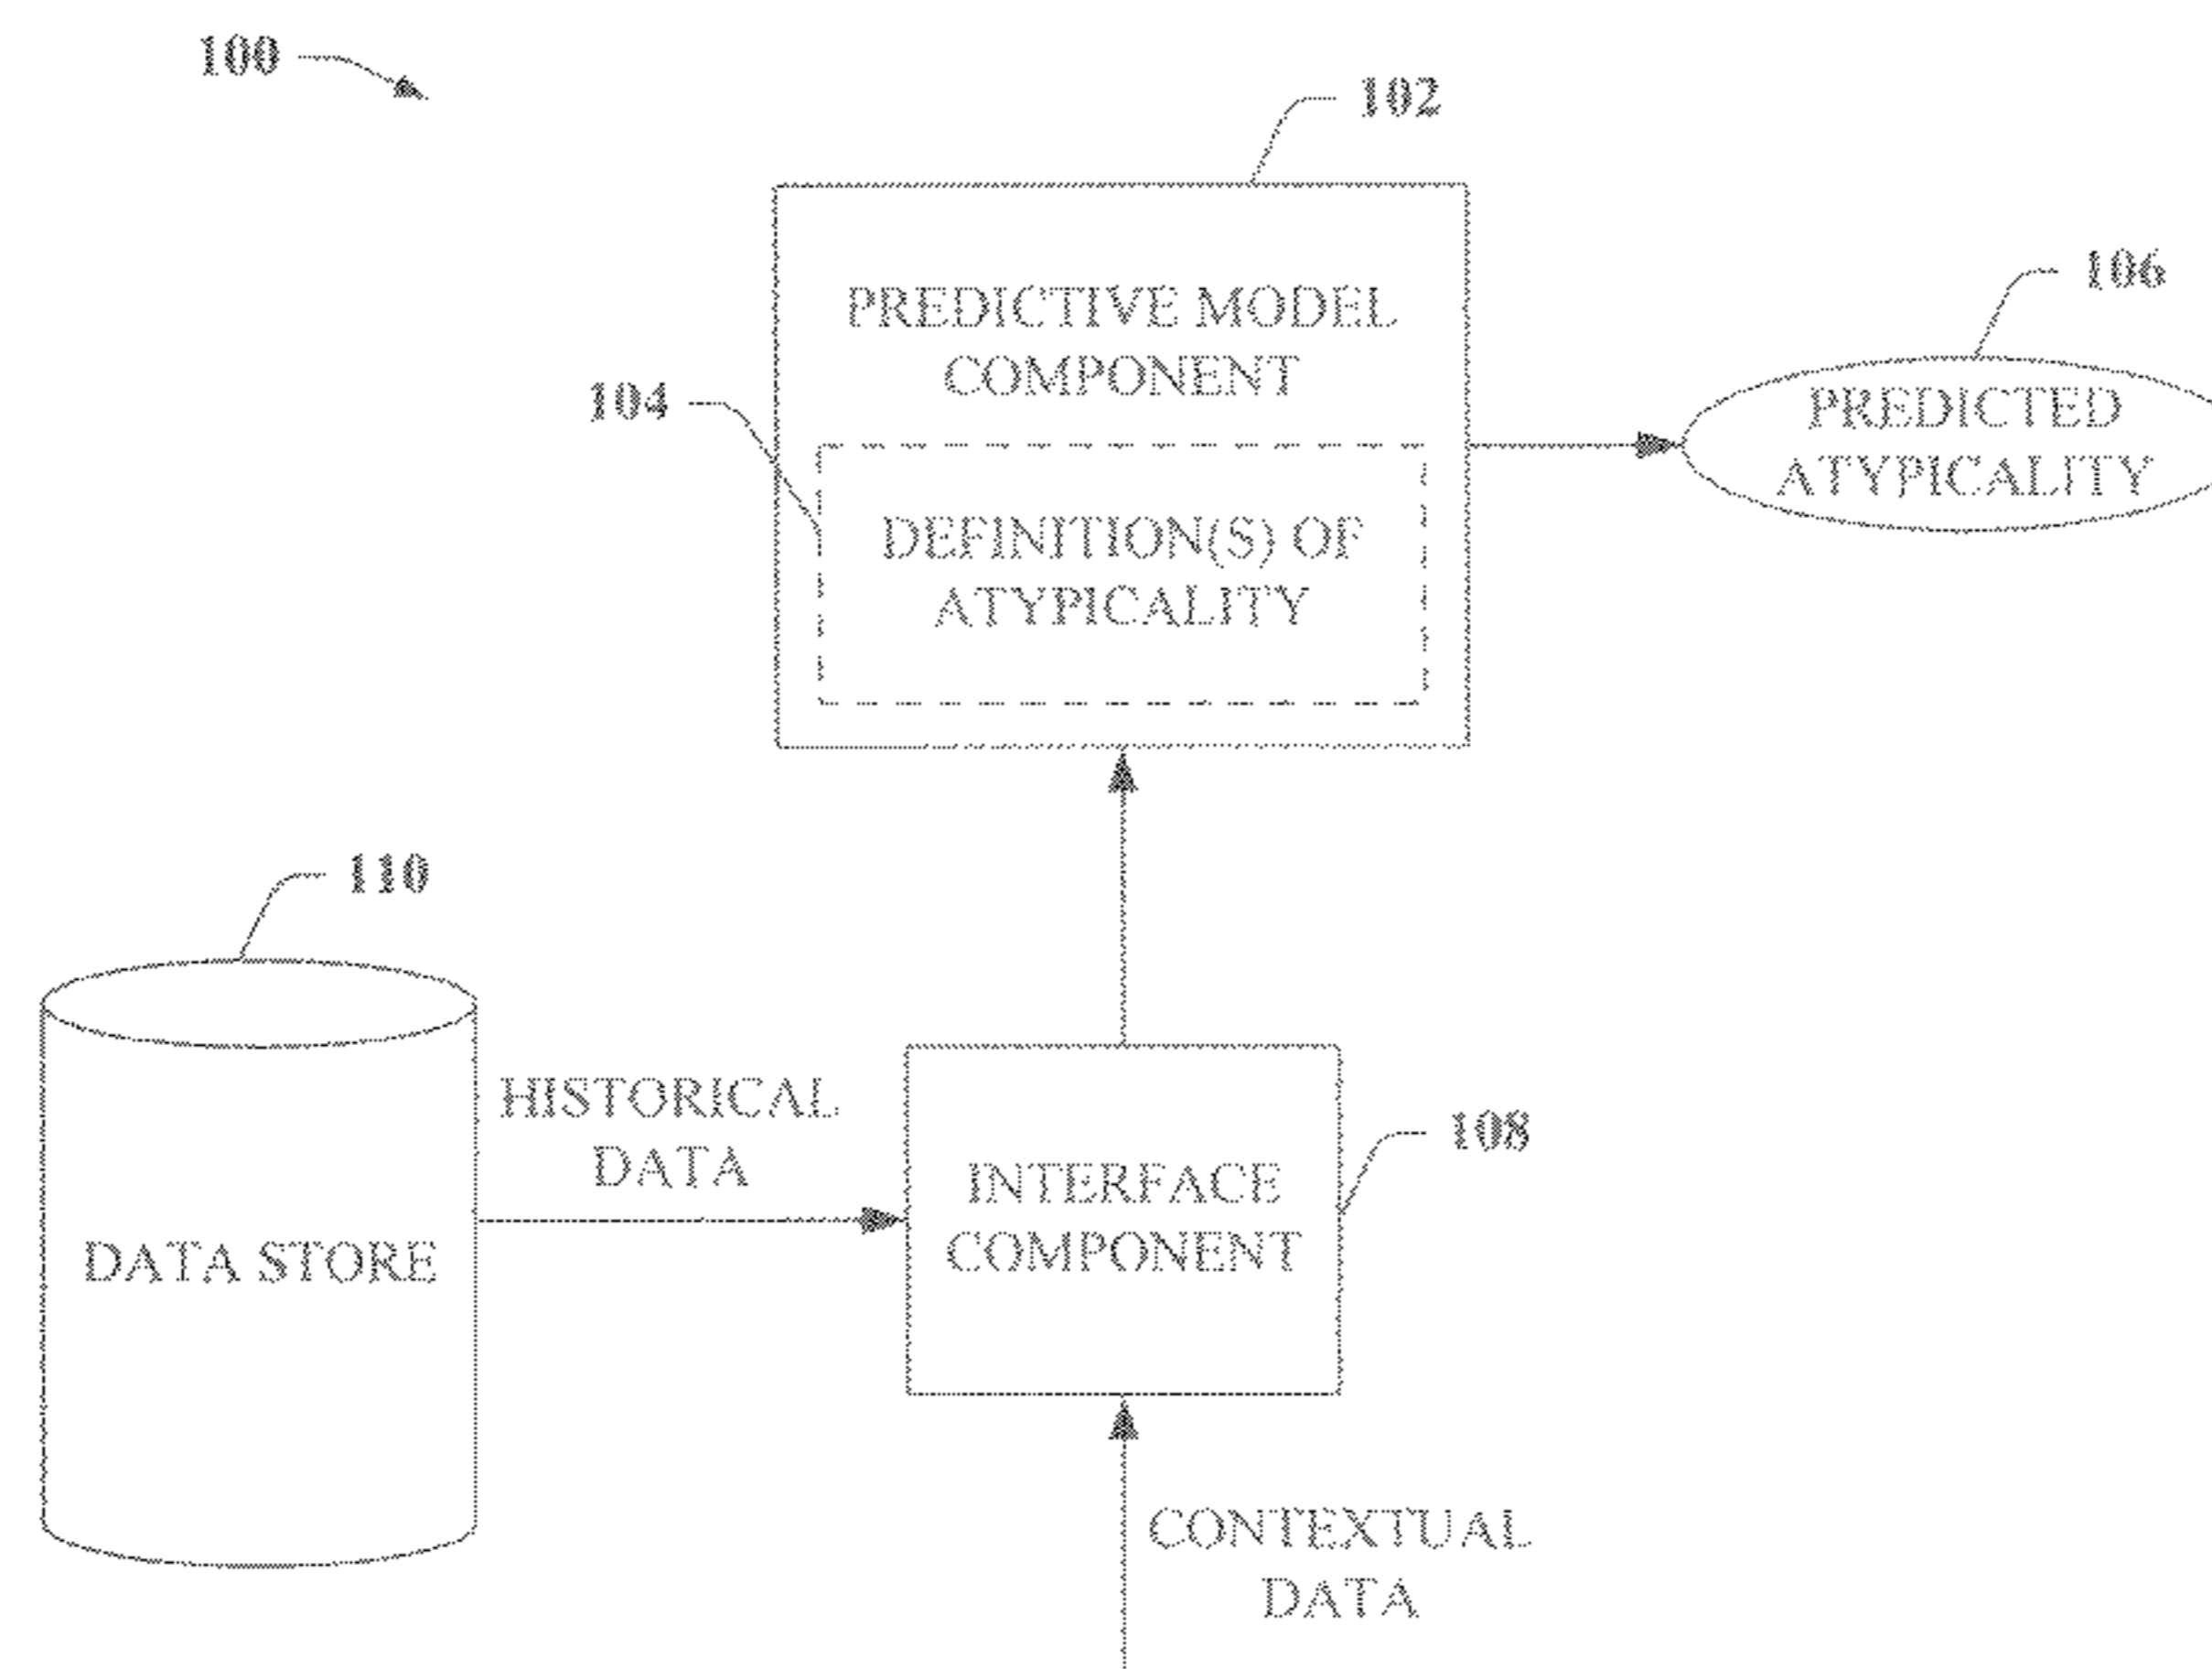 100
102
106
PREDICTIVE MODEL
COMPONENT
104
PREDICTED
ATYPICALITY
DEFINITION(S) OF
ATYPICALITY
110
HISTORICAL
DATA
108
INTERFACE
COMPONENT
DATA STORE
CONTEXTUAL
DATA